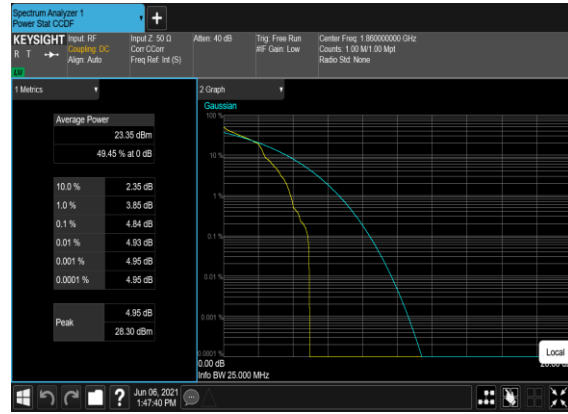 Spectrum Analyzer 1
Power Stat CCDF
KEYSIGHT
R T
LXI
Input: RF
Coupling: DC
Align: Auto
Input Z: 50 Ω
Corr CCorr
Freq Ref: Int (S)
Atten: 40 dB
Trig: Free Run
#IF Gain: Low
Center Freq: 1.860000000 GHz
Counts: 1.00 M/1.00 Mpt
Radio Std: None
1 Metrics
Average Power
23.35 dBm
49.45 % at 0 dB
10.0 % 2.35 dB
1.0 % 3.85 dB
0.1 % 4.84 dB
0.01 % 4.93 dB
0.001 % 4.95 dB
0.0001 % 4.95 dB
Peak
4.95 dB
28.30 dBm
2 Graph
Gaussian
100 %
10 %
1 %
0.1 %
0.01 %
0.001 %
0.0001 %
0.00 dB
Info BW 25.000 MHz
Local
Jun 06, 2021
1:47:40 PM